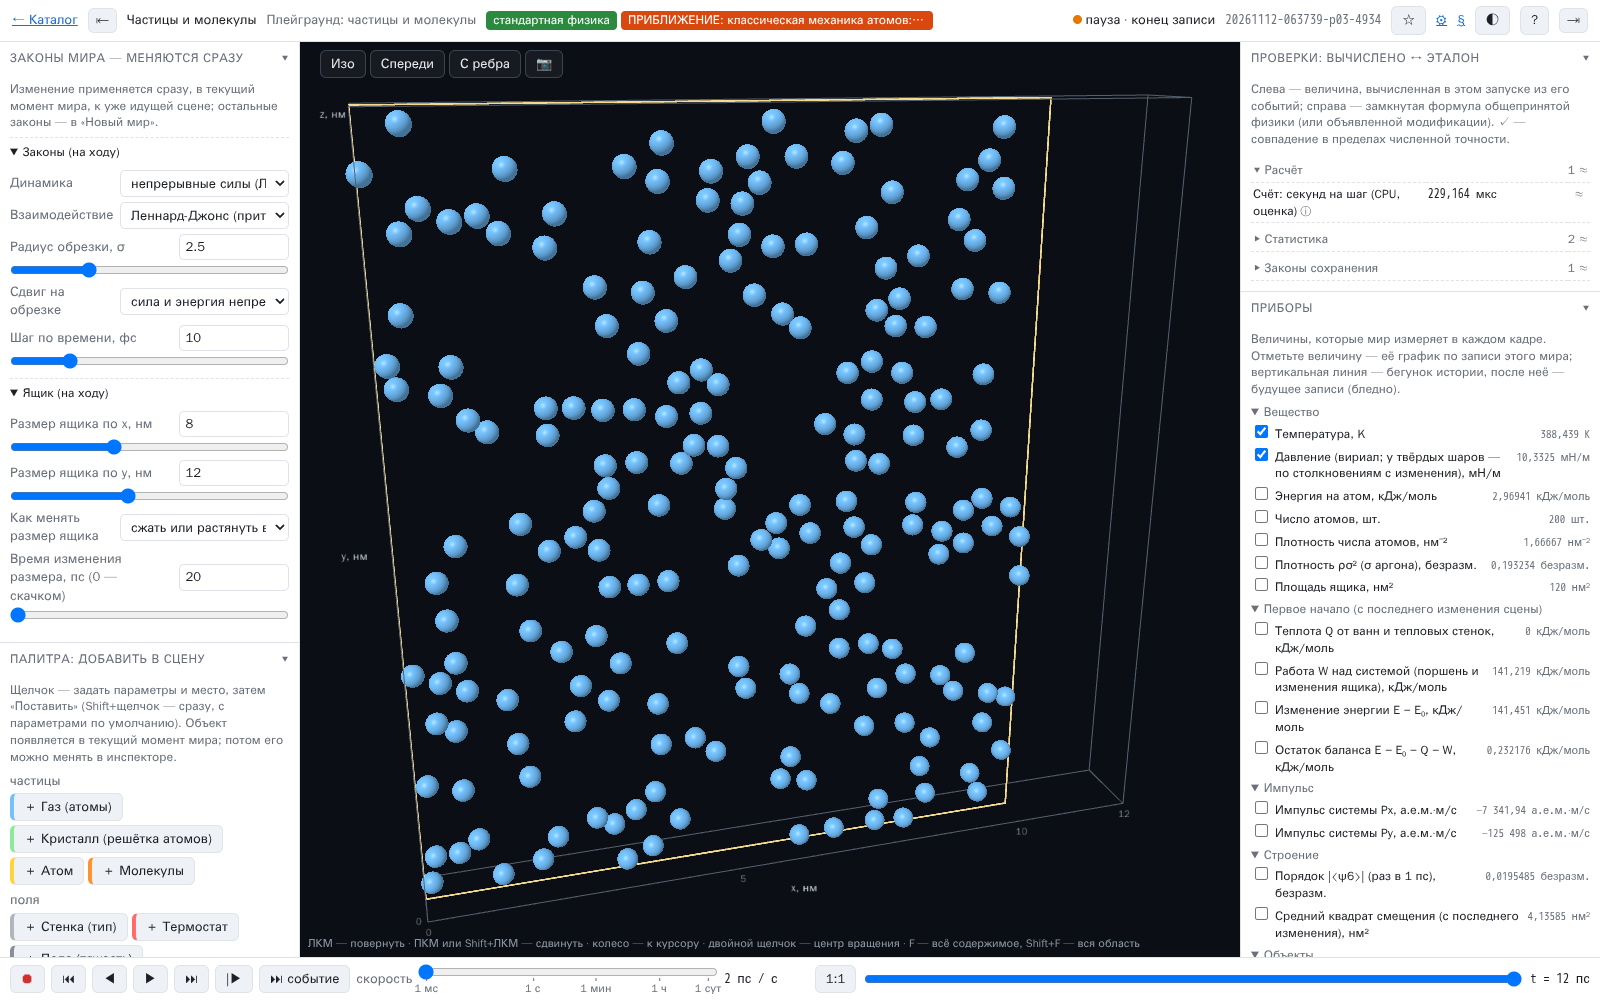 ← Каталог
⇤
Частицы и молекулы
Плейграунд: частицы и молекулы
стандартная физика
ПРИБЛИЖЕНИЕ: классическая механика атомов:⋯
пауза · конец записи
20261112-063739-p03-4934
☆
⚙
§
?
⇥
ЗАКОНЫ МИРА — МЕНЯЮТСЯ СРАЗУ
Изменение применяется сразу, в текущий
момент мира, к уже идущей сцене; остальные
законы — в «Новый мир».
Законы (на ходу)
Динамика
непрерывные силы (Л
Взаимодействие
Леннард-Джонс (прит
Радиус обрезки, σ
2.5
Сдвиг на
обрезке
сила и энергия непре
Шаг по времени, фс
10
Ящик (на ходу)
Размер ящика по x, нм
8
Размер ящика по y, нм
12
Как менять
размер ящика
сжать или растянуть в
Время изменения
размера, пс (0 —
скачком)
20
ПАЛИТРА: ДОБАВИТЬ В СЦЕНУ
Щелчок — задать параметры и место, затем
«Поставить» (Shift+щелчок — сразу, с
параметрами по умолчанию). Объект
появляется в текущий момент мира; потом его
можно менять в инспекторе.
частицы
+ Газ (атомы)
+ Кристалл (решётка атомов)
+ Атом
+ Молекулы
поля
+ Стенка (тип)
+ Термостат
+ Поле (тяжесть)
Изо
Спереди
С ребра
z, нм
y, нм
x, нм
0
0
5
10
12
ЛКМ — повернуть · ПКМ или Shift+ЛКМ — сдвинуть · колесо — к курсору · двойной щелчок — центр вращения · F — всё содержимое, Shift+F — вся область
ПРОВЕРКИ: ВЫЧИСЛЕНО ↔ ЭТАЛОН
Слева — величина, вычисленная в этом запуске из его
событий; справа — замкнутая формула общепринятой
физики (или объявленной модификации). ✓ —
совпадение в пределах численной точности.
Расчёт
1 ≈
Счёт: секунд на шаг (CPU,
оценка) ⓘ
229,164 мкс
≈
Статистика
2 ≈
Законы сохранения
1 ≈
ПРИБОРЫ
Величины, которые мир измеряет в каждом кадре.
Отметьте величину — её график по записи этого мира;
вертикальная линия — бегунок истории, после неё —
будущее записи (бледно).
Вещество
Температура, K
388,439 K
Давление (вириал; у твёрдых шаров —
по столкновениям с изменения), мН/м
10,3325 мН/м
Энергия на атом, кДж/моль
2,96941 кДж/моль
Число атомов, шт.
200 шт.
Плотность числа атомов, нм⁻²
1,66667 нм⁻²
Плотность ρσ² (σ аргона), безразм.
0,193234 безразм.
Площадь ящика, нм²
120 нм²
Первое начало (с последнего изменения сцены)
Теплота Q от ванн и тепловых стенок,
кДж/моль
0 кДж/моль
Работа W над системой (поршень и
изменения ящика), кДж/моль
141,219 кДж/моль
Изменение энергии E − E₀, кДж/
моль
141,451 кДж/моль
Остаток баланса E − E₀ − Q − W,
кДж/моль
0,232176 кДж/моль
Импульс
Импульс системы Px, а.е.м.·м/с
−7 341,94 а.е.м.·м/с
Импульс системы Py, а.е.м.·м/с
−125 498 а.е.м.·м/с
Строение
Порядок |⟨ψ6⟩| (раз в 1 пс),
безразм.
0,0195485 безразм.
Средний квадрат смещения (с последнего
изменения), нм²
4,13585 нм²
Объекты
⏭ событие
скорость
1 мс
1 с
1 мин
1 ч
1 сут
2 пс / с
1:1
t = 12 пс